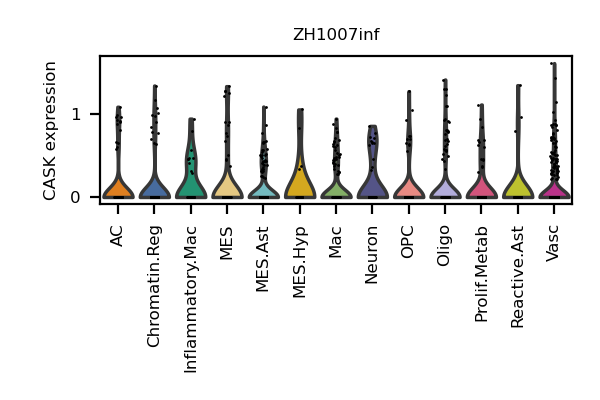 ZH1007inf
CASK expression
1
0
AC
Chromatin.Reg
Inflammatory.Mac
MES
MES.Ast
MES.Hyp
Mac
Neuron
OPC
Oligo
Prolif.Metab
Reactive.Ast
Vasc